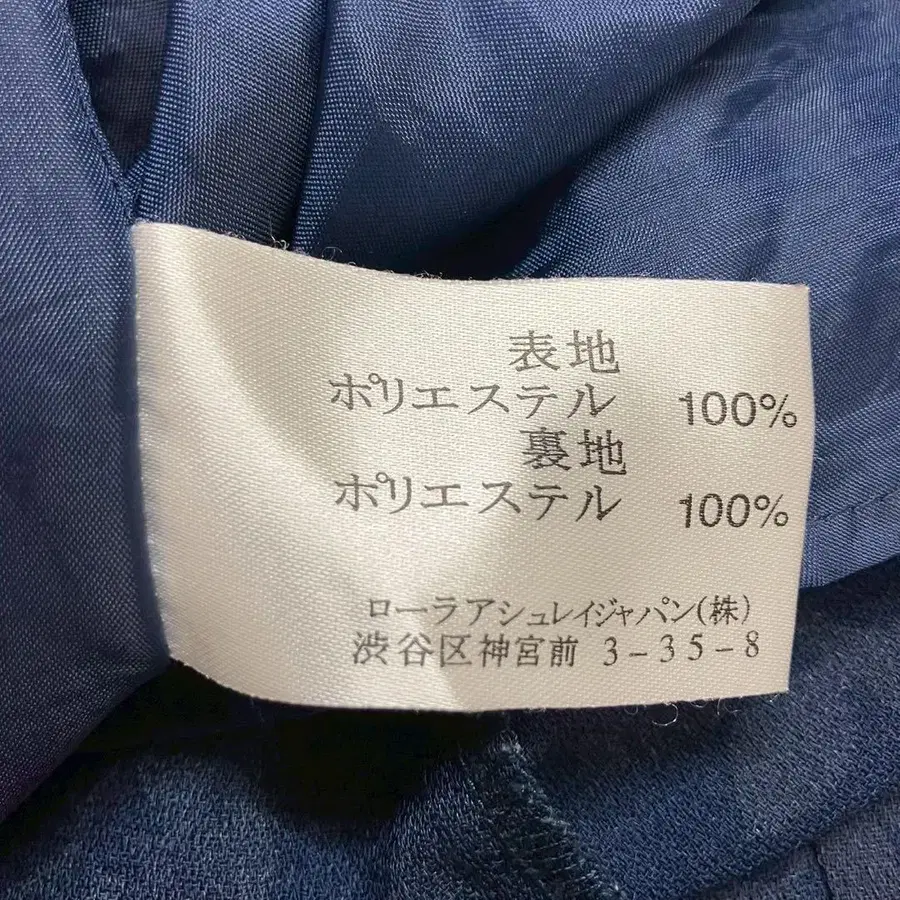 表地
ポリエステル 100%
裏地
ポリエステル 100%
ローラアシュレイジャパン(株)
渋谷区神宮前 3-35-8